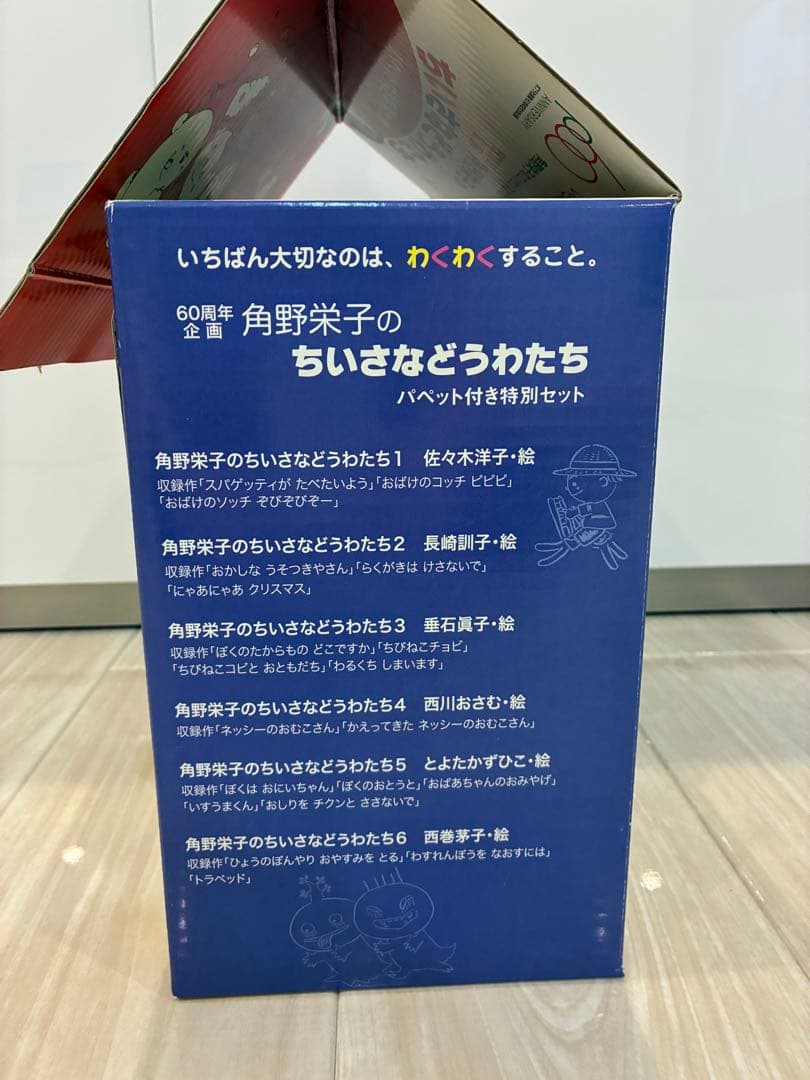 いちばん大切なのは、わくわくすること。
60周年
企画
角野栄子の
ちいさなどうわたち
パペット付き特別セット
角野栄子のちいさなどうわたち1 佐々木洋子・絵
収録作「スパゲッティが たべたいよう」「おばけのコッチ ピピピ」
「おばけのソッチ ぞびぞびぞー」
角野栄子のちいさなどうわたち2 長崎訓子・絵
収録作「おかしな うそつきやさん」「らくがきは けさないで」
「にゃあにゃあ クリスマス」
角野栄子のちいさなどうわたち3 垂石眞子・絵
収録作「ぼくのたからもの どこですか」「ちびねこチョビ」
「ちびねこコビと おともだち」「わるくち しまいます」
角野栄子のちいさなどうわたち4 西川おさむ・絵
収録作「ネッシーのおむこさん」「かえってきた ネッシーのおむこさん」
角野栄子のちいさなどうわたち5 とよたかずひこ・絵
収録作「ぼくは おにいちゃん」「ぼくのおとうと」「おばあちゃんのおみやげ」
「いすうまくん」「おしりを チクンと ささないで」
角野栄子のちいさなどうわたち6 西巻茅子・絵
収録作「ひょうのぼんやり おやすみを とる」「わすれんぼうを なおすには」
「トラベッド」